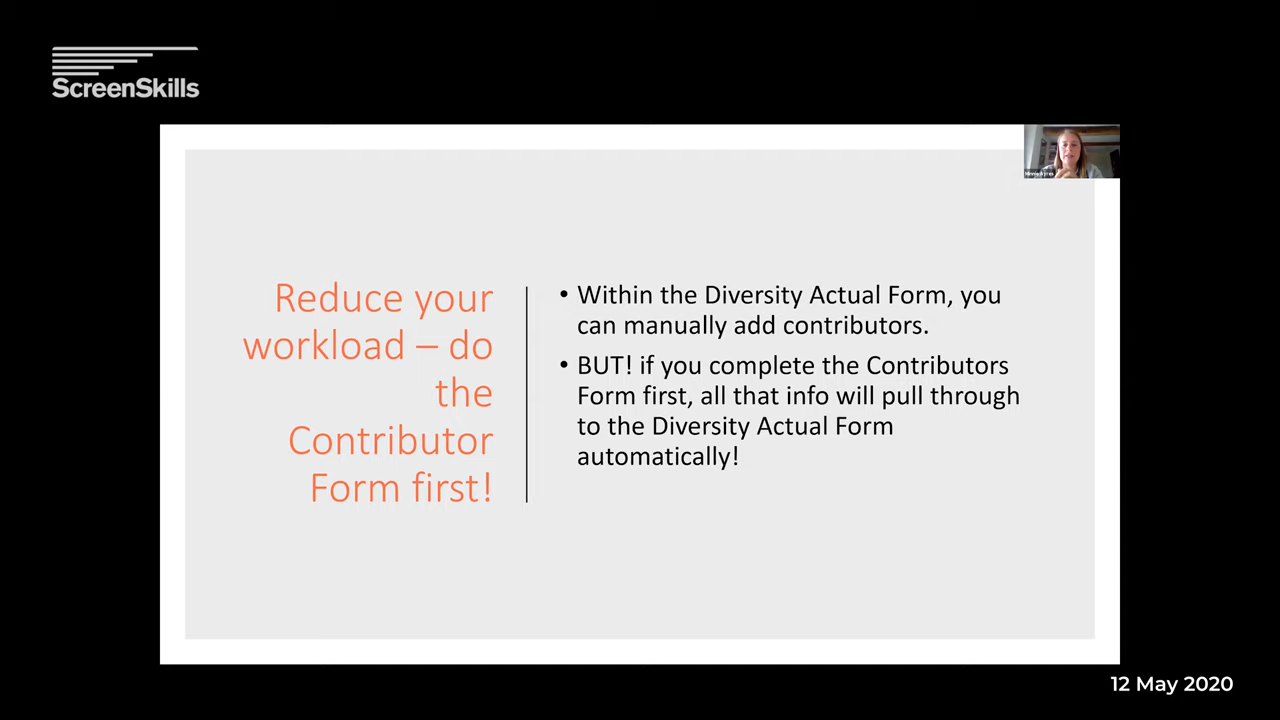 ScreenSkills
Reduce your
workload – do
the
Contributor
Form first!
• Within the Diversity Actual Form, you
can manually add contributors.
• BUT! if you complete the Contributors
Form first, all that info will pull through
to the Diversity Actual Form
automatically!
12 May 2020